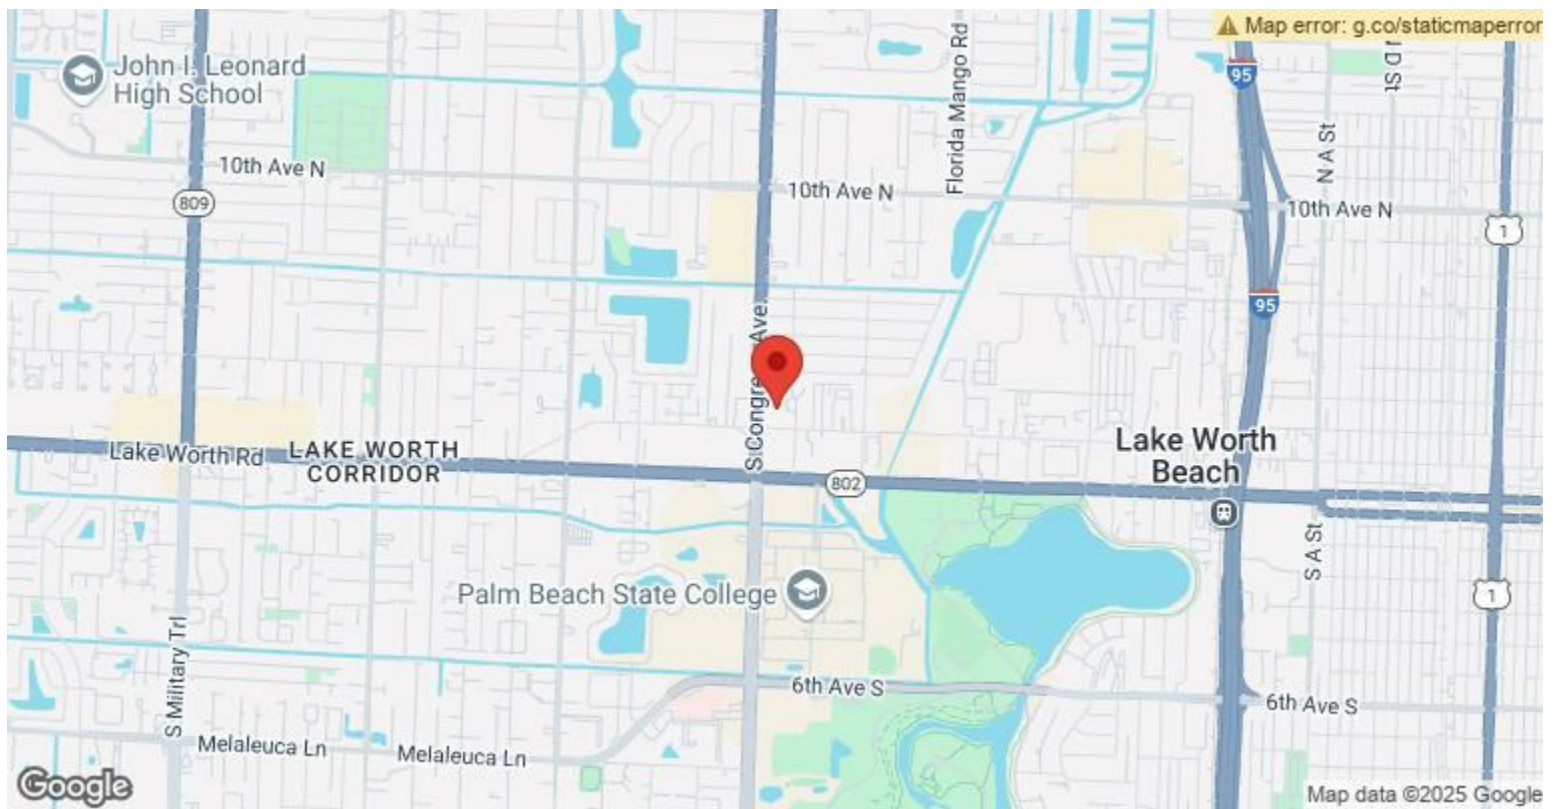 Map error: g.co/staticmaperror
John I. Leonard
High School
95
Florida Mango Rd
N D St
N A St
10th Ave N
10th Ave N
10th Ave N
809
1
95
S Congre
Ave
Lake Worth Rd
LAKE WORTH
CORRIDOR
Lake Worth
Beach
802
S A St
Palm Beach State College
1
S Military Trl
6th Ave S
6th Ave S
Melaleuca Ln
Melaleuca Ln
Google
Map data ©2025 Google